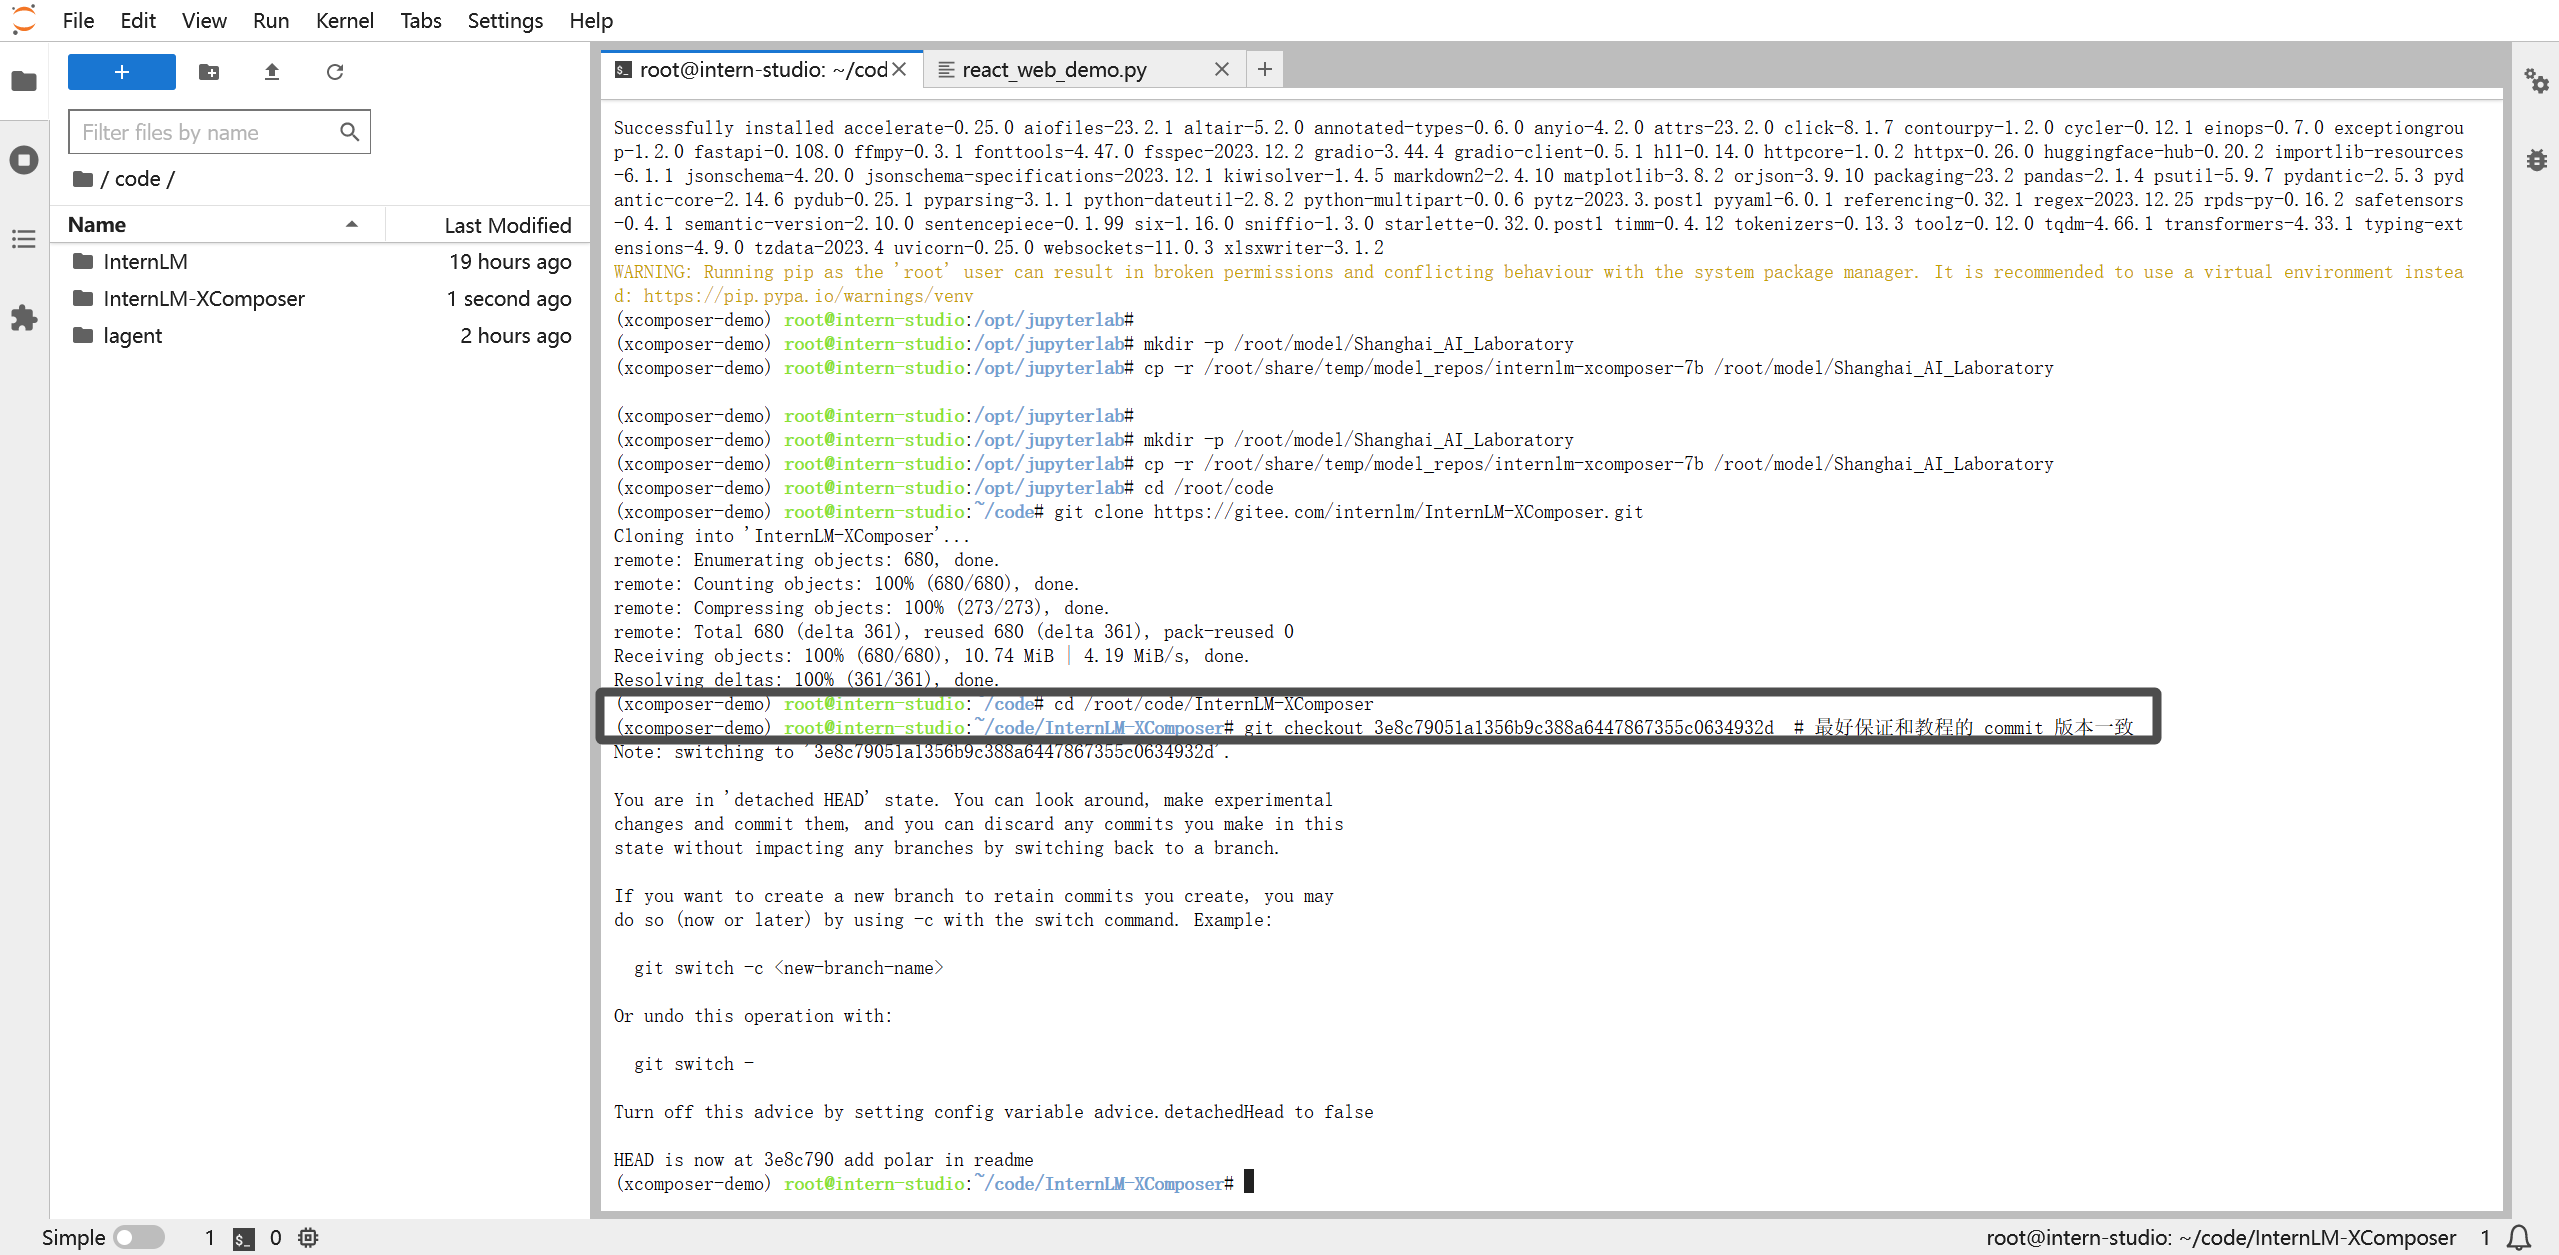 File Edit View Run Kernel Tabs Settings Help
Filter files by name
/ code /
Name Last Modified
InternLM 19 hours ago
InternLM-XComposer 1 second ago
lagent 2 hours ago
root@intern-studio: ~/cod react_web_demo.py
Successfully installed accelerate-0.25.0 aiofiles-23.2.1 altair-5.2.0 annotated-types-0.6.0 anyio-4.2.0 attrs-23.2.0 click-8.1.7 contourpy-1.2.0 cycler-0.12.1 einops-0.7.0 exceptiongrou
p-1.2.0 fastapi-0.108.0 ffmpy-0.3.1 fonttools-4.47.0 fsspec-2023.12.2 gradio-3.44.4 gradio-client-0.5.1 h11-0.14.0 httpcore-1.0.2 httpx-0.26.0 huggingface-hub-0.20.2 importlib-resources
-6.1.1 jsonschema-4.20.0 jsonschema-specifications-2023.12.1 kiwisolver-1.4.5 markdown2-2.4.10 matplotlib-3.8.2 orjson-3.9.10 packaging-23.2 pandas-2.1.4 psutil-5.9.7 pydantic-2.5.3 pyd
antic-core-2.14.6 pydub-0.25.1 pyparsing-3.1.1 python-dateutil-2.8.2 python-multipart-0.0.6 pytz-2023.3.post1 pyyaml-6.0.1 referencing-0.32.1 regex-2023.12.25 rpds-py-0.16.2 safetensors
-0.4.1 semantic-version-2.10.0 sentencepiece-0.1.99 six-1.16.0 sniffio-1.3.0 starlette-0.32.0.post1 timm-0.4.12 tokenizers-0.13.3 toolz-0.12.0 tqdm-4.66.1 transformers-4.33.1 typing-ext
ensions-4.9.0 tzdata-2023.4 uvicorn-0.25.0 websockets-11.0.3 xlsxwriter-3.1.2
WARNING: Running pip as the 'root' user can result in broken permissions and conflicting behaviour with the system package manager. It is recommended to use a virtual environment instea
d: https://pip.pypa.io/warnings/venv
(xcomposer-demo) root@intern-studio:/opt/jupyterlab#
(xcomposer-demo) root@intern-studio:/opt/jupyterlab# mkdir -p /root/model/Shanghai_AI_Laboratory
(xcomposer-demo) root@intern-studio:/opt/jupyterlab# cp -r /root/share/temp/model_repos/internlm-xcomposer-7b /root/model/Shanghai_AI_Laboratory
(xcomposer-demo) root@intern-studio:/opt/jupyterlab#
(xcomposer-demo) root@intern-studio:/opt/jupyterlab# mkdir -p /root/model/Shanghai_AI_Laboratory
(xcomposer-demo) root@intern-studio:/opt/jupyterlab# cp -r /root/share/temp/model_repos/internlm-xcomposer-7b /root/model/Shanghai_AI_Laboratory
(xcomposer-demo) root@intern-studio:/opt/jupyterlab# cd /root/code
(xcomposer-demo) root@intern-studio:~/code# git clone https://gitee.com/internlm/InternLM-XComposer.git
Cloning into 'InternLM-XComposer'...
remote: Enumerating objects: 680, done.
remote: Counting objects: 100% (680/680), done.
remote: Compressing objects: 100% (273/273), done.
remote: Total 680 (delta 361), reused 680 (delta 361), pack-reused 0
Receiving objects: 100% (680/680), 10.74 MiB | 4.19 MiB/s, done.
Resolving deltas: 100% (361/361), done.
(xcomposer-demo) root@intern-studio:~/code# cd /root/code/InternLM-XComposer
(xcomposer-demo) root@intern-studio:~/code/InternLM-XComposer# git checkout 3e8c79051a1356b9c388a6447867355c0634932d  # 最好保证和教程的 commit 版本一致
Note: switching to '3e8c79051a1356b9c388a6447867355c0634932d'.
You are in 'detached HEAD' state. You can look around, make experimental
changes and commit them, and you can discard any commits you make in this
state without impacting any branches by switching back to a branch.
If you want to create a new branch to retain commits you create, you may
do so (now or later) by using -c with the switch command. Example:
git switch -c <new-branch-name>
Or undo this operation with:
git switch -
Turn off this advice by setting config variable advice.detachedHead to false
HEAD is now at 3e8c790 add polar in readme
(xcomposer-demo) root@intern-studio:~/code/InternLM-XComposer#
Simple 1 $_ 0 root@intern-studio: ~/code/InternLM-XComposer 1